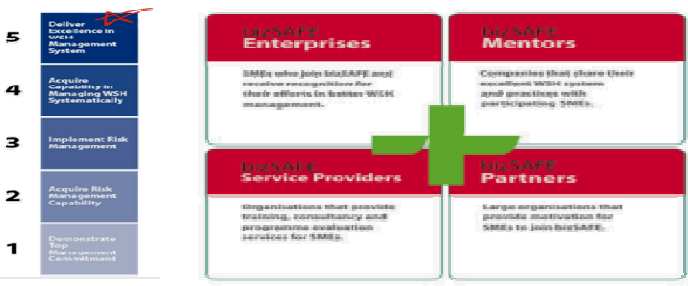 5
Deliver
Excellence in
WSH
Management
System
4
Acquire
Capability in
Managing WSH
Systematically
3
Implement Risk
Management
2
Acquire Risk
Management
Capability
1
Demonstrate
Top
Management
Commitment
bizSAFE
Enterprises
SMEs who join bizSAFE and
receive recognition for
their efforts in better WSH
management.
bizSAFE
Mentors
Companies that share their
excellent WSH system
and practices with
participating SMEs.
bizSAFE
Service Providers
Organisations that provide
training, consultancy and
programme evaluation
services for SMEs.
bizSAFE
Partners
Large organisations that
provide motivation for
SMEs to join bizSAFE.